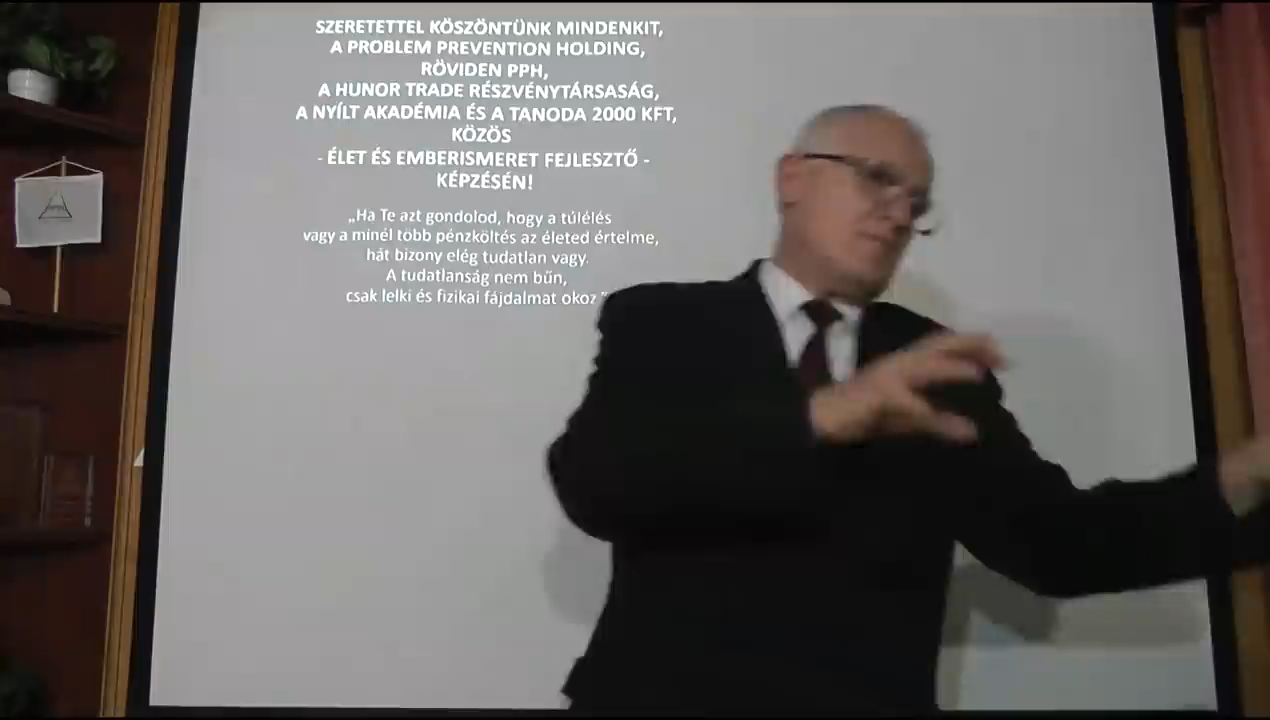 SZERETETTEL KÖSZÖNTÜNK MINDENKIT,
A PROBLEM PREVENTION HOLDING,
RÖVIDEN PPH,
A HUNOR TRADE RÉSZVÉNYTÁRSASÁG,
A NYÍLT AKADÉMIA ÉS A TANODA 2000 KFT,
KÖZÖS
- ÉLET ÉS EMBERISMERET FEJLESZTŐ -
KÉPZÉSÉN!
„Ha Te azt gondolod, hogy a túlélés
vagy a minél több pénzköltés az életed értelme,
hát bizony elég tudatlan vagy.
A tudatlanság nem bűn,
csak lelki és fizikai fájdalmat okoz."